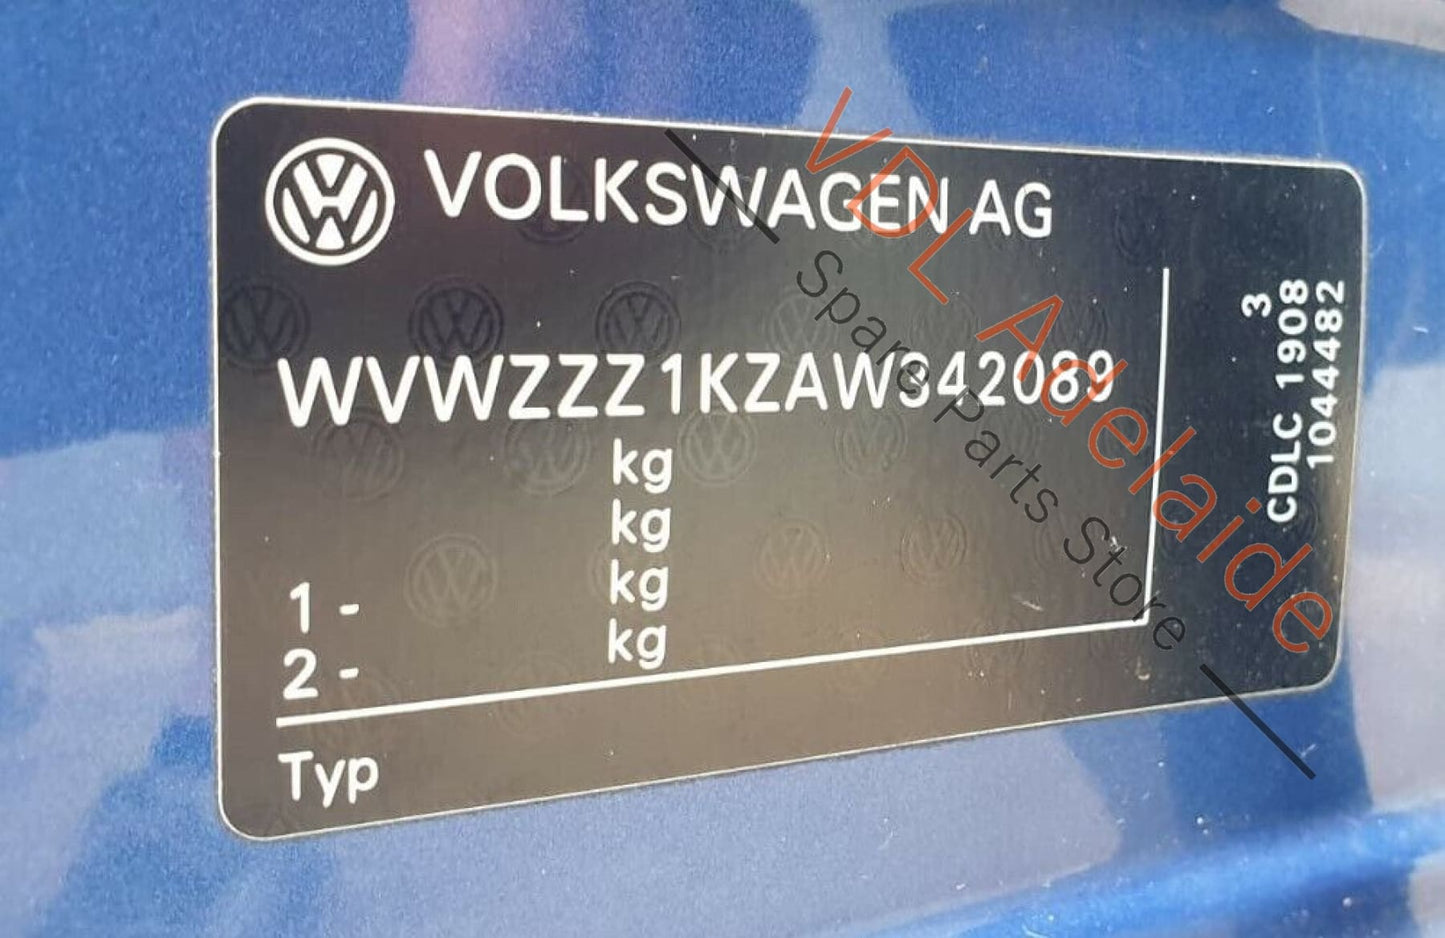 VOLKSWAGEN AG
WVWZZZ1KZAW342089
kg
kg
1 - kg
2 - kg
Typ
3
CDLC 1908
1044482
VDL Adelaide
Spare Parts Store